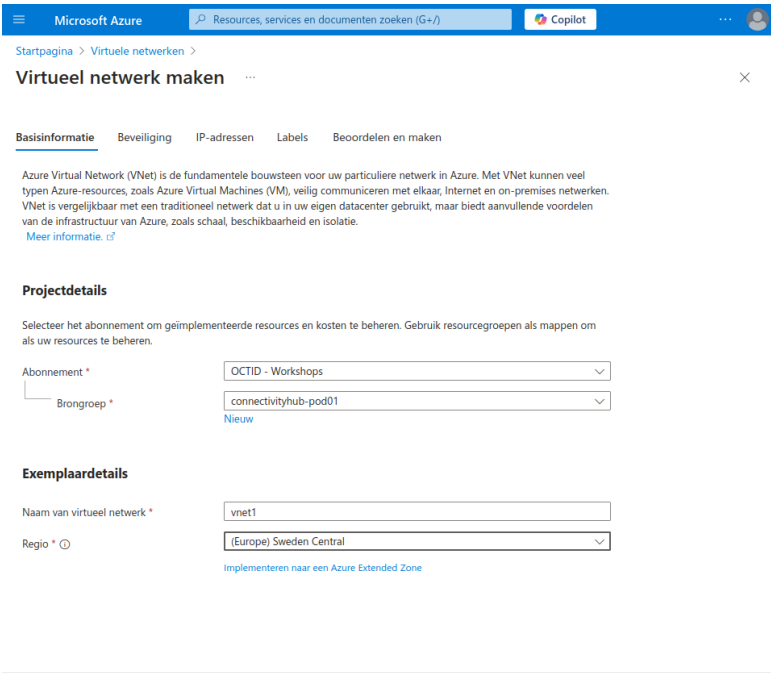 Microsoft Azure
Resources, services en documenten zoeken (G+/)
Copilot
...
Startpagina > Virtuele netwerken >
Virtueel netwerk maken ...
Basisinformatie Beveiliging IP-adressen Labels Beoordelen en maken
Azure Virtual Network (VNet) is de fundamentele bouwsteen voor uw particuliere netwerk in Azure. Met VNet kunnen veel
typen Azure-resources, zoals Azure Virtual Machines (VM), veilig communiceren met elkaar, Internet en on-premises netwerken.
VNet is vergelijkbaar met een traditioneel netwerk dat u in uw eigen datacenter gebruikt, maar biedt aanvullende voordelen
van de infrastructuur van Azure, zoals schaal, beschikbaarheid en isolatie.
Meer informatie.
Projectdetails
Selecteer het abonnement om geïmplementeerde resources en kosten te beheren. Gebruik resourcegroepen als mappen om
als uw resources te beheren.
Abonnement * OCTID - Workshops
Brongroep * connectivityhub-pod01
Nieuw
Exemplaardetails
Naam van virtueel netwerk * vnet1
Regio * (Europe) Sweden Central
Implementeren naar een Azure Extended Zone